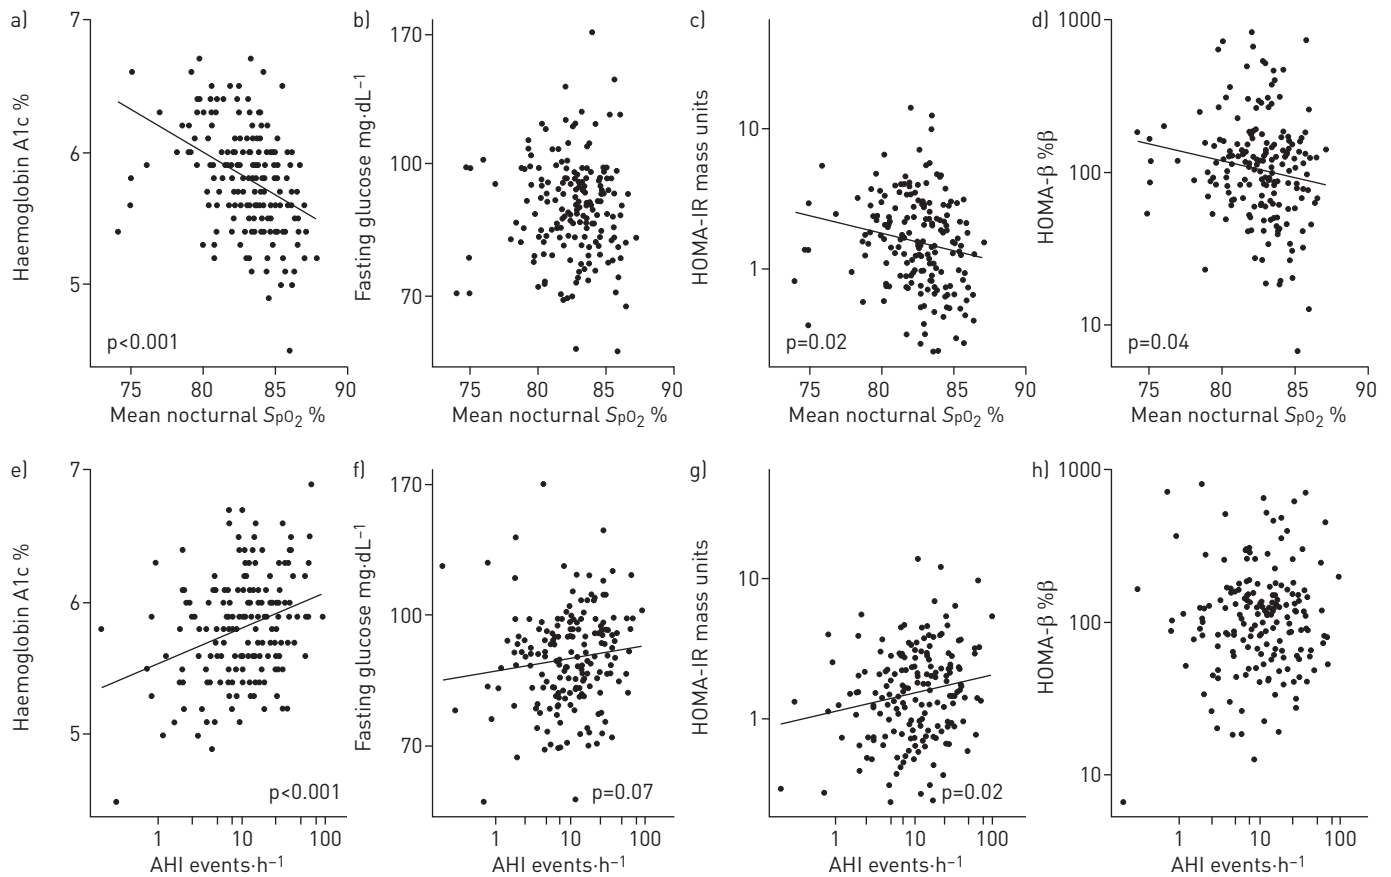 a)
Haemoglobin A1c %
7
6
5
p<0.001
75 80 85 90
Mean nocturnal SpO₂ %
b)
Fasting glucose mg·dL⁻¹
170
100
70
75 80 85 90
Mean nocturnal SpO₂ %
c)
HOMA-IR mass units
10
1
p=0.02
75 80 85 90
Mean nocturnal SpO₂ %
d)
HOMA-β %β
1000
100
10
p=0.04
75 80 85 90
Mean nocturnal SpO₂ %
e)
Haemoglobin A1c %
7
6
5
p<0.001
1 10 100
AHI events·h⁻¹
f)
Fasting glucose mg·dL⁻¹
170
100
70
p=0.07
1 10 100
AHI events·h⁻¹
g)
HOMA-IR mass units
10
1
p=0.02
1 10 100
AHI events·h⁻¹
h)
HOMA-β %β
1000
100
10
1 10 100
AHI events·h⁻¹